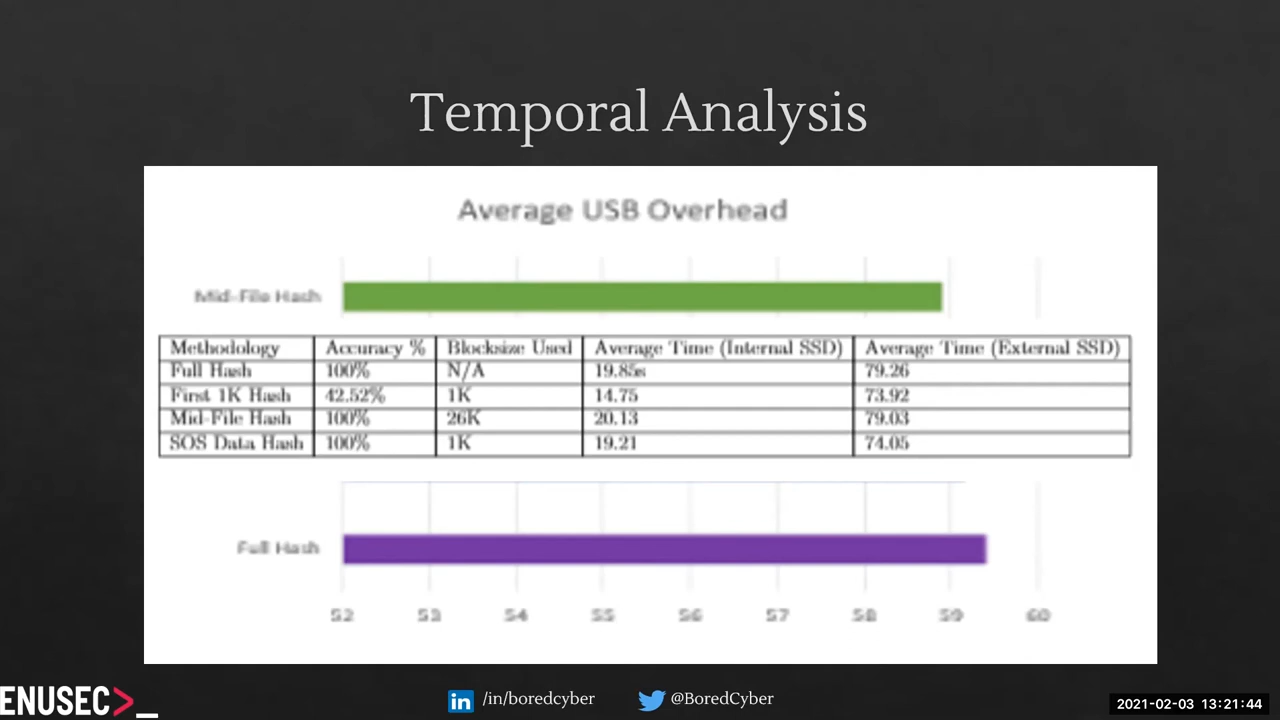 Temporal Analysis
Average USB Overhead
Mid-File Hash
Methodology Accuracy % Blocksize Used Average Time (Internal SSD) Average Time (External SSD)
Full Hash 100% N/A 19.85s 79.26
First 1K Hash 42.52% 1K 14.75 73.92
Mid-File Hash 100% 26K 20.13 79.03
SOS Data Hash 100% 1K 19.21 74.05
Full Hash
52 53 54 55 56 57 58 59 60
ENUSEC>_
/in/boredcyber
@BoredCyber
2021-02-03 13:21:44